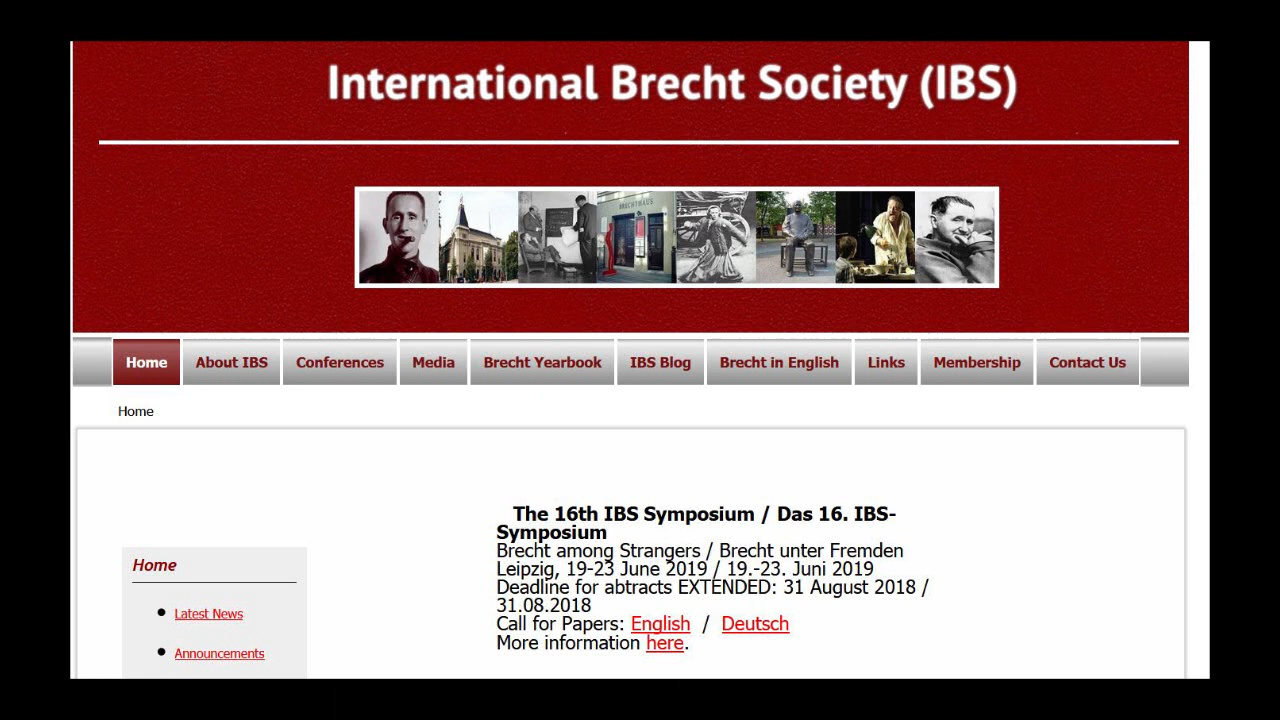 International Brecht Society (IBS)
BRECHTHAUS
Home
About IBS
Conferences
Media
Brecht Yearbook
IBS Blog
Brecht in English
Links
Membership
Contact Us
Home
Home
Latest News
Announcements
The 16th IBS Symposium / Das 16. IBS-
Symposium
Brecht among Strangers / Brecht unter Fremden
Leipzig, 19-23 June 2019 / 19.-23. Juni 2019
Deadline for abtracts EXTENDED: 31 August 2018 /
31.08.2018
Call for Papers: English / Deutsch
More information here.